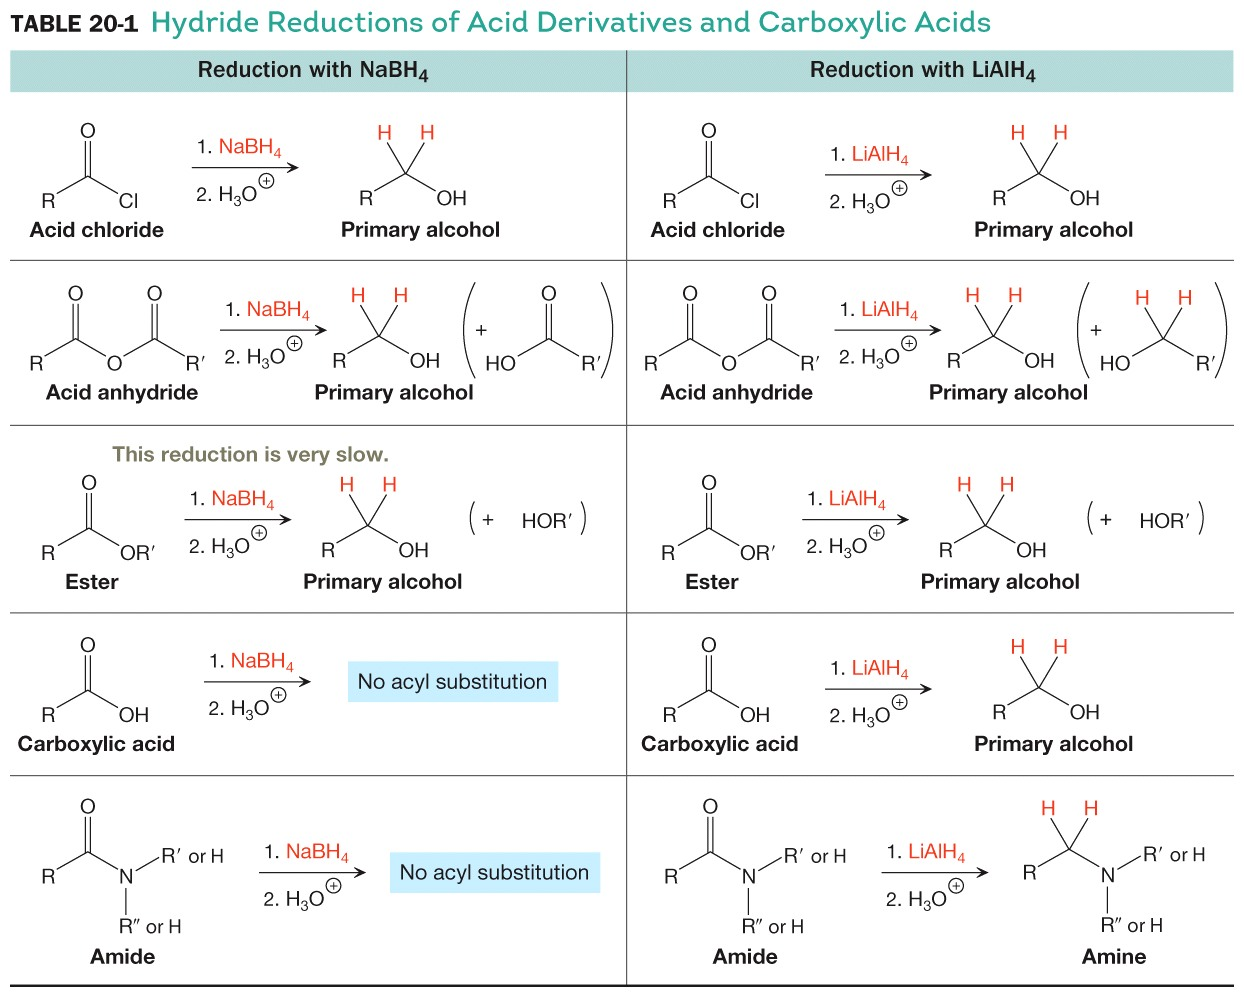 TABLE 20-1 Hydride Reductions of Acid Derivatives and Carboxylic Acids
Reduction with NaBH₄
Reduction with LiAlH₄
O
R
Cl
Acid chloride
1. NaBH₄
2. H₃O⊕
H H
R
OH
Primary alcohol
O
R
Cl
Acid chloride
1. LiAlH₄
2. H₃O⊕
H H
R
OH
Primary alcohol
O O
R O R′
Acid anhydride
1. NaBH₄
2. H₃O⊕
H H
R OH
Primary alcohol
( + O
HO R′ )
O O
R O R′
Acid anhydride
1. LiAlH₄
2. H₃O⊕
H H
R OH
Primary alcohol
( + H H
HO R′ )
This reduction is very slow.
O
R OR′
Ester
1. NaBH₄
2. H₃O⊕
H H
R OH
Primary alcohol
( + HOR′ )
O
R OR′
Ester
1. LiAlH₄
2. H₃O⊕
H H
R OH
Primary alcohol
( + HOR′ )
O
R OH
Carboxylic acid
1. NaBH₄
2. H₃O⊕
No acyl substitution
O
R OH
Carboxylic acid
1. LiAlH₄
2. H₃O⊕
H H
R OH
Primary alcohol
O
R N R′ or H
R″ or H
Amide
1. NaBH₄
2. H₃O⊕
No acyl substitution
O
R N R′ or H
R″ or H
Amide
1. LiAlH₄
2. H₃O⊕
H H
R N R′ or H
R″ or H
Amine